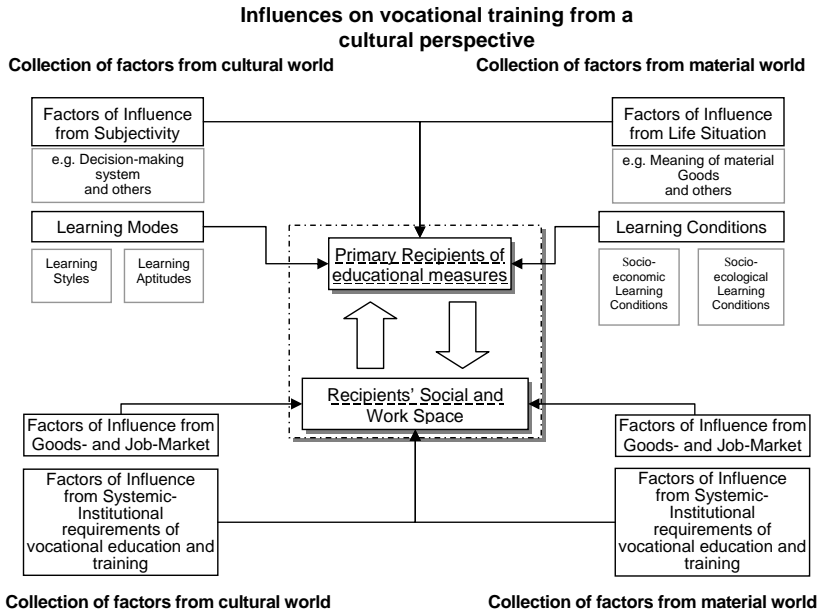 Influences on vocational training from a
cultural perspective
Collection of factors from cultural world
Collection of factors from material world
Factors of Influence
from Subjectivity
Factors of Influence
from Life Situation
e.g. Decision-making
system
and others
e.g. Meaning of material
Goods
and others
Learning Modes
Learning Conditions
Primary Recipients of
educational measures
Learning
Styles
Learning
Aptitudes
Socio-
economic
Learning
Conditions
Socio-
ecological
Learning
Conditions
Recipients' Social and
Work Space
Factors of Influence from
Goods- and Job-Market
Factors of Influence from
Goods- and Job-Market
Factors of Influence
from Systemic-
Institutional
requirements of
vocational education and
training
Factors of Influence
from Systemic-
Institutional
requirements of
vocational education and
training
Collection of factors from cultural world
Collection of factors from material world